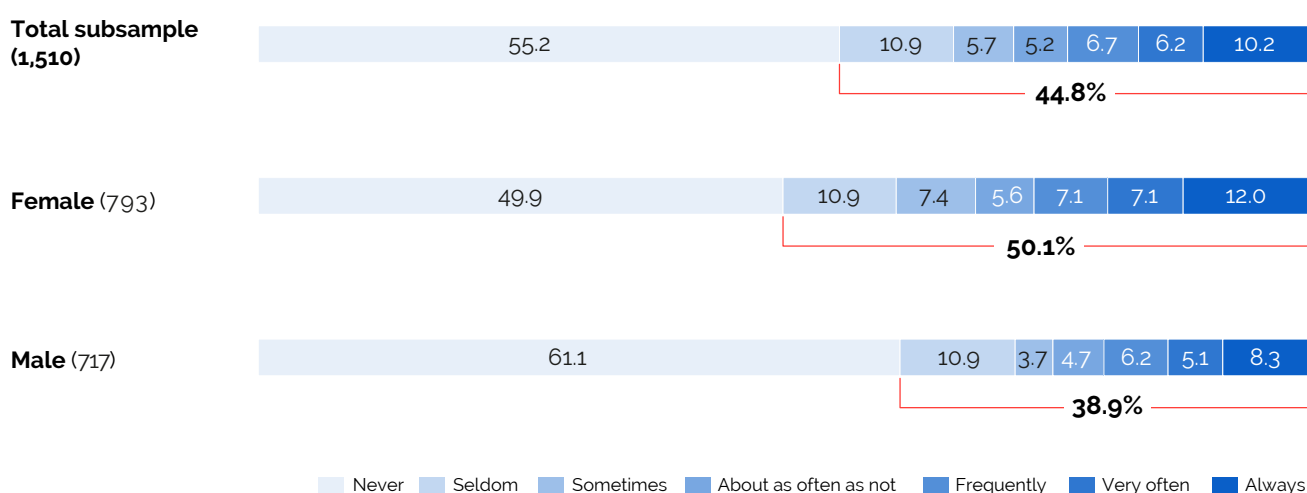 Total subsample
(1,510)
55.2 10.9 5.7 5.2 6.7 6.2 10.2
44.8%
Female (793)
49.9 10.9 7.4 5.6 7.1 7.1 12.0
50.1%
Male (717)
61.1 10.9 3.7 4.7 6.2 5.1 8.3
38.9%
Never Seldom Sometimes About as often as not Frequently Very often Always